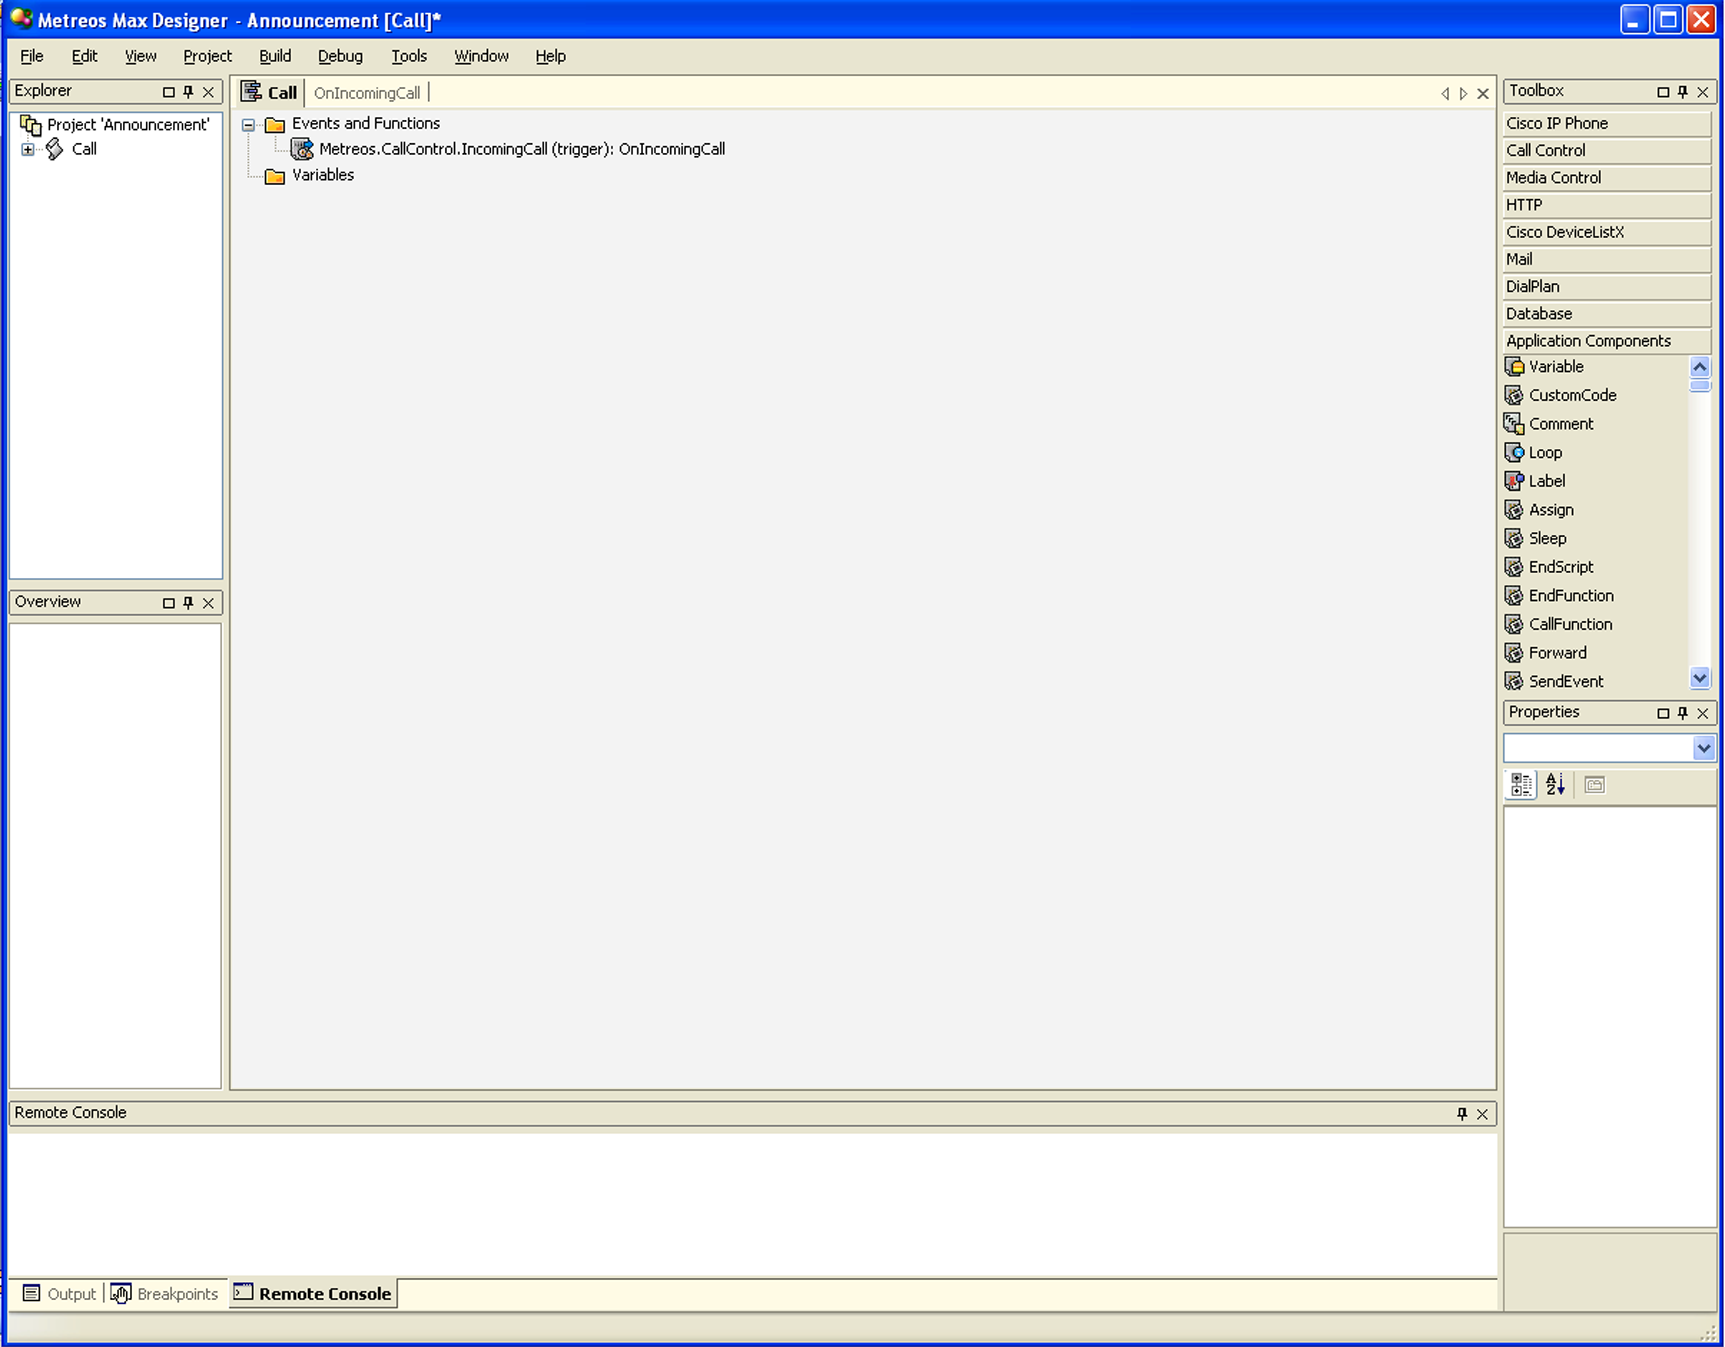 Metreos Max Designer - Announcement [Call]*
File Edit View Project Build Debug Tools Window Help
Explorer
Project 'Announcement'
Call
Overview
Call OnIncomingCall
Events and Functions
Metreos.CallControl.IncomingCall (trigger): OnIncomingCall
Variables
Toolbox
Cisco IP Phone
Call Control
Media Control
HTTP
Cisco DeviceListX
Mail
DialPlan
Database
Application Components
Variable
CustomCode
Comment
Loop
Label
Assign
Sleep
EndScript
EndFunction
CallFunction
Forward
SendEvent
Properties
Remote Console
Output Breakpoints Remote Console